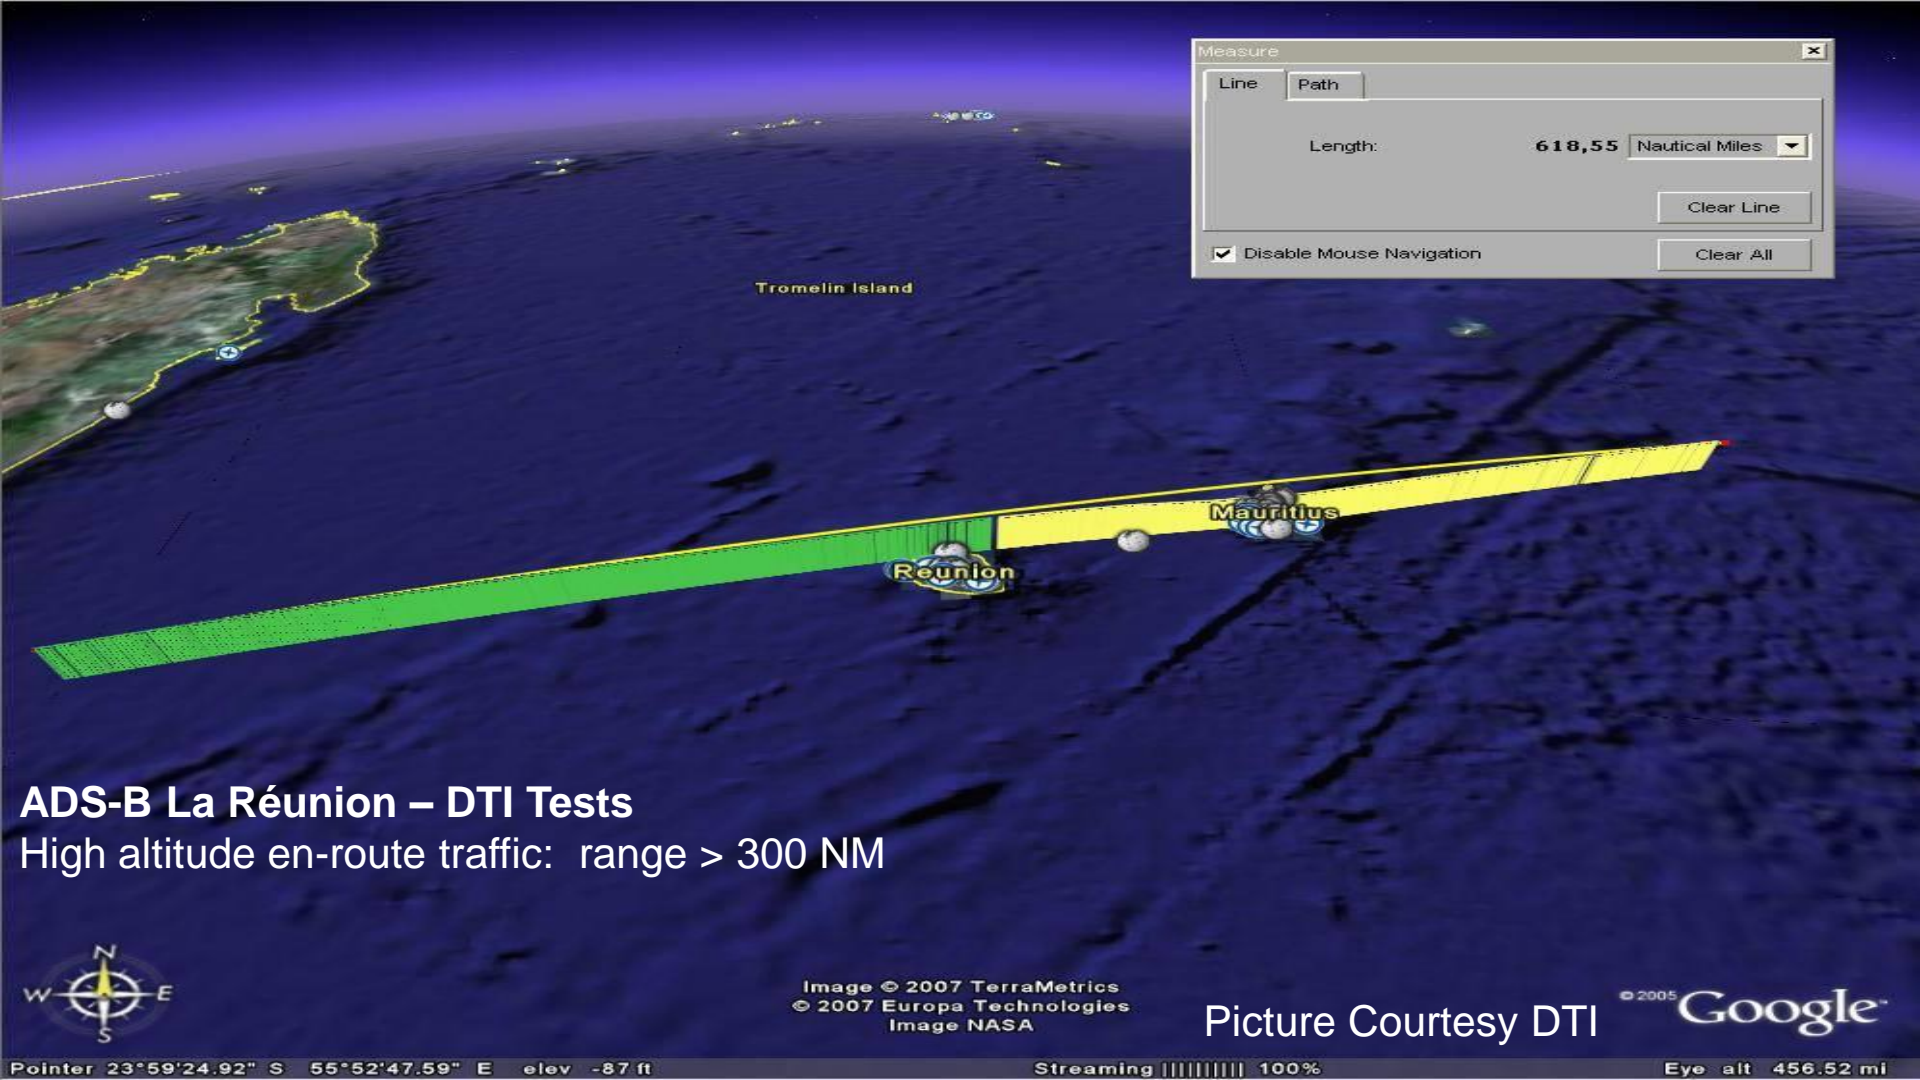 Measure
Line Path
Length: 618,55 Nautical Miles
Clear Line
Disable Mouse Navigation Clear All
Tromelin Island
Mauritius
Reunion
ADS-B La Réunion – DTI Tests
High altitude en-route traffic: range > 300 NM
N
W E
S
Image © 2007 TerraMetrics
© 2007 Europa Technologies
Image NASA
Picture Courtesy DTI
© 2005 Google™
Pointer 23°59'24.92" S 55°52'47.59" E elev -87 ft Streaming |||||||||| 100% Eye alt 456.52 mi